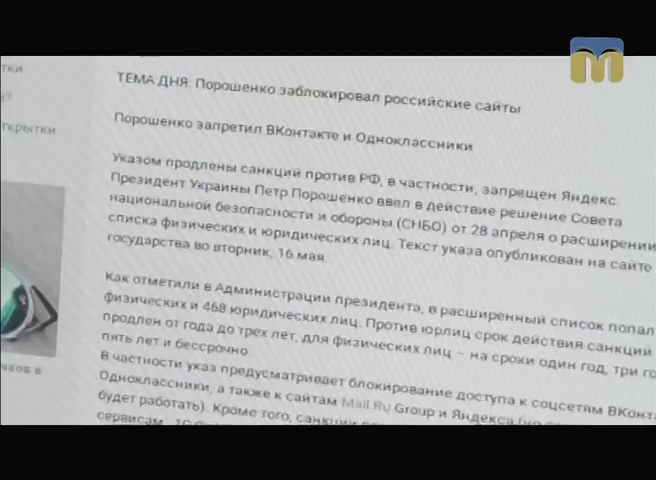 тки
ТЕМА ДНЯ: Порошенко заблокировал российские сайты
Порошенко запретил ВКонтакте и Одноклассники
Указом продлены санкций против РФ, в частности, запрещен Яндекс
Президент Украины Петр Порошенко ввел в действие решение Совета
национальной безопасности и обороны (СНБО) от 28 апреля о расширении
списка физических и юридических лиц. Текст указа опубликован на сайте
государства во вторник, 16 мая.
Как отметили в Администрации президента, в расширенный список попал
физических и 468 юридических лиц. Против юрлиц срок действия санкций
продлен от года до трех лет, для физических лиц – на сроки один год, три го
пять лет и бессрочно.
В частности указ предусматривает блокирование доступа к соцсетям ВКонта
Одноклассники, а также к сайтам Mail.Ru Group и Яндекса
будет работать). Кроме того, санкции
сервисам
M